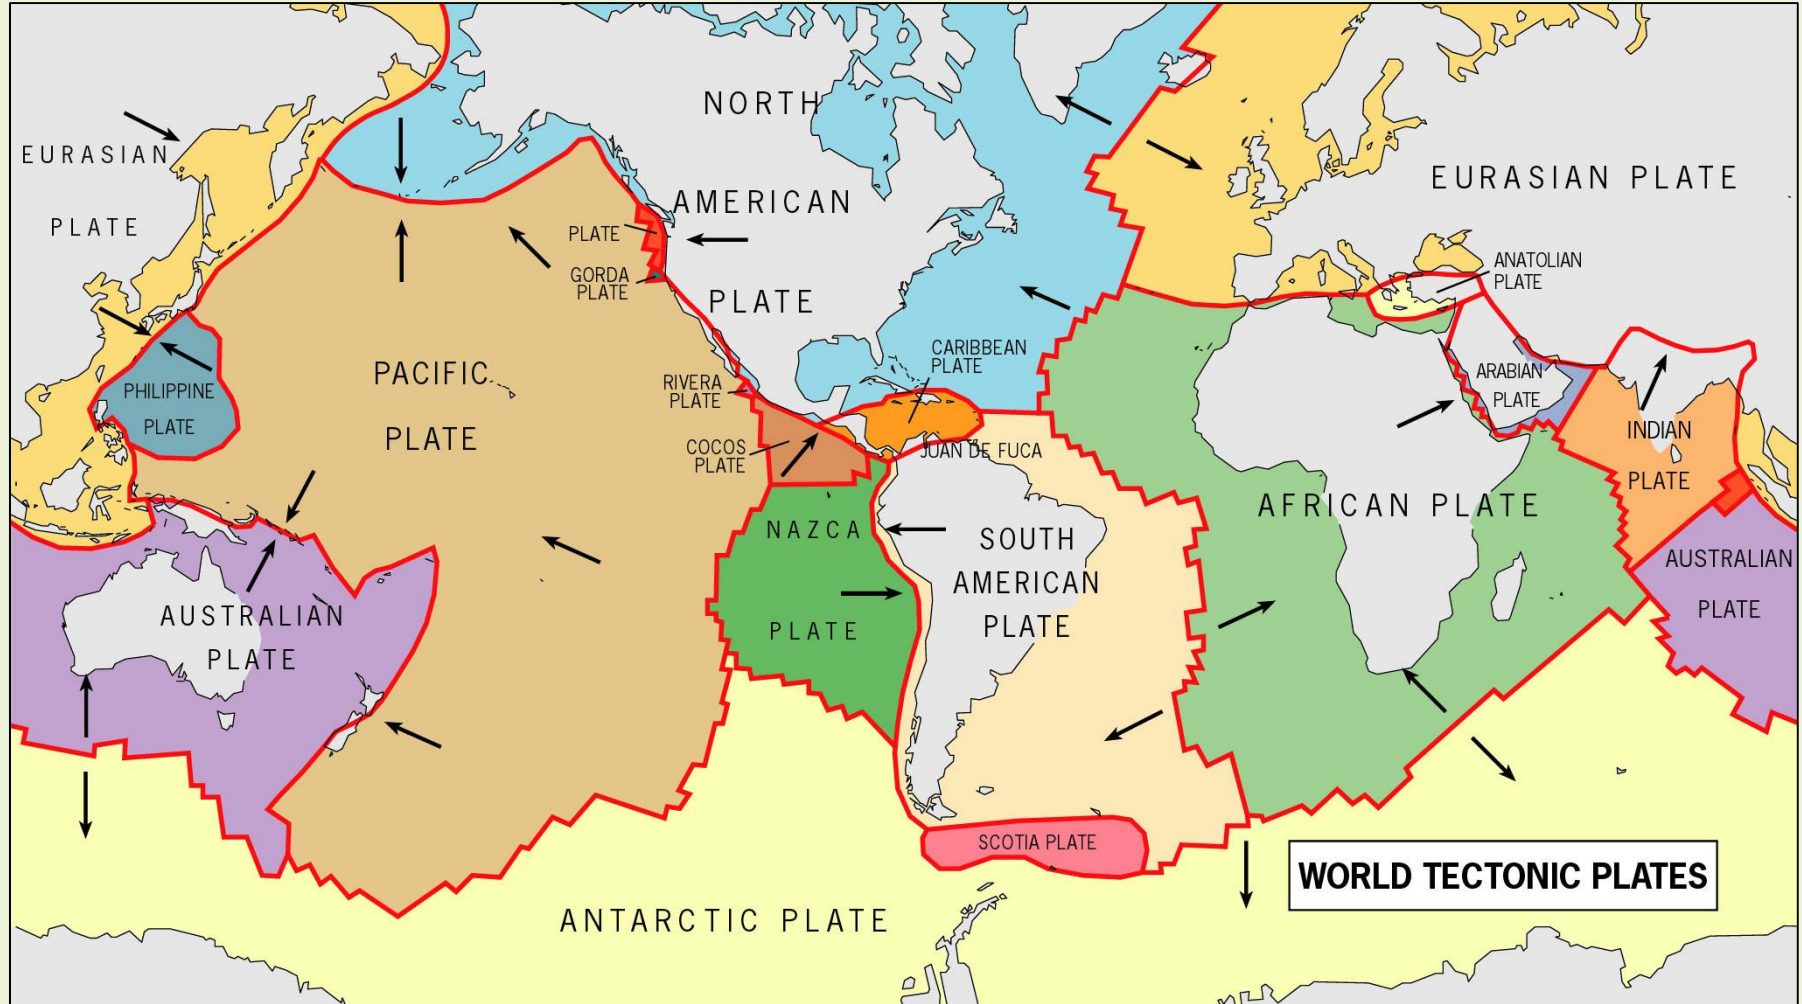 NORTH
AMERICAN
PLATE
EURASIAN
PLATE
EURASIAN PLATE
PLATE
GORDA
PLATE
ANATOLIAN
PLATE
CARIBBEAN
PLATE
RIVERA
PLATE
COCOS
PLATE
JUAN DE FUCA
PACIFIC
PLATE
PHILIPPINE
PLATE
ARABIAN
PLATE
INDIAN
PLATE
AFRICAN PLATE
NAZCA
PLATE
SOUTH
AMERICAN
PLATE
AUSTRALIAN
PLATE
AUSTRALIAN
PLATE
SCOTIA PLATE
ANTARCTIC PLATE
WORLD TECTONIC PLATES